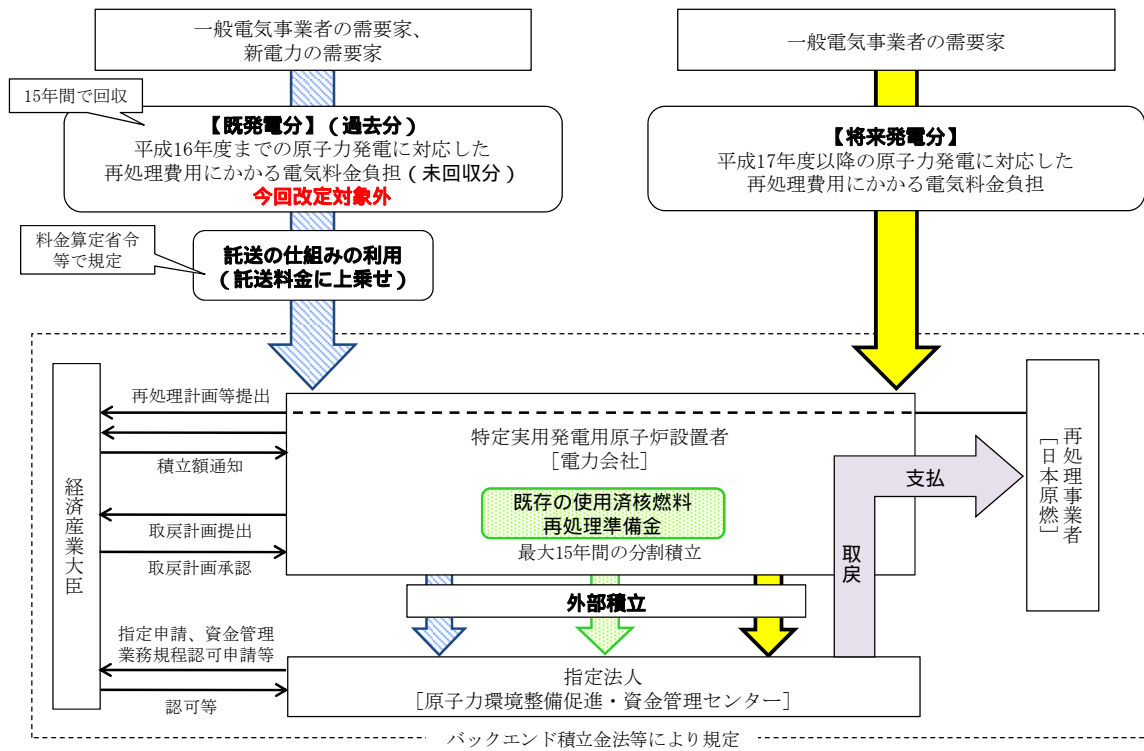 一般電気事業者の需要家、
新電力の需要家
一般電気事業者の需要家
15年間で回収
【既発電分】(過去分)
平成16年度までの原子力発電に対応した
再処理費用にかかる電気料金負担(未回収分)
今回改定対象外
【将来発電分】
平成17年度以降の原子力発電に対応した
再処理費用にかかる電気料金負担
料金算定省令
等で規定
託送の仕組みの利用
(託送料金に上乗せ)
経済産業大臣
再処理計画等提出
積立額通知
取戻計画提出
取戻計画承認
指定申請、資金管理
業務規程認可申請等
認可等
特定実用発電用原子炉設置者
[電力会社]
既存の使用済核燃料
再処理準備金
最大15年間の分割積立
外部積立
支払
取戻
再処理事業者
[日本原燃]
指定法人
[原子力環境整備促進・資金管理センター]
バックエンド積立金法等により規定